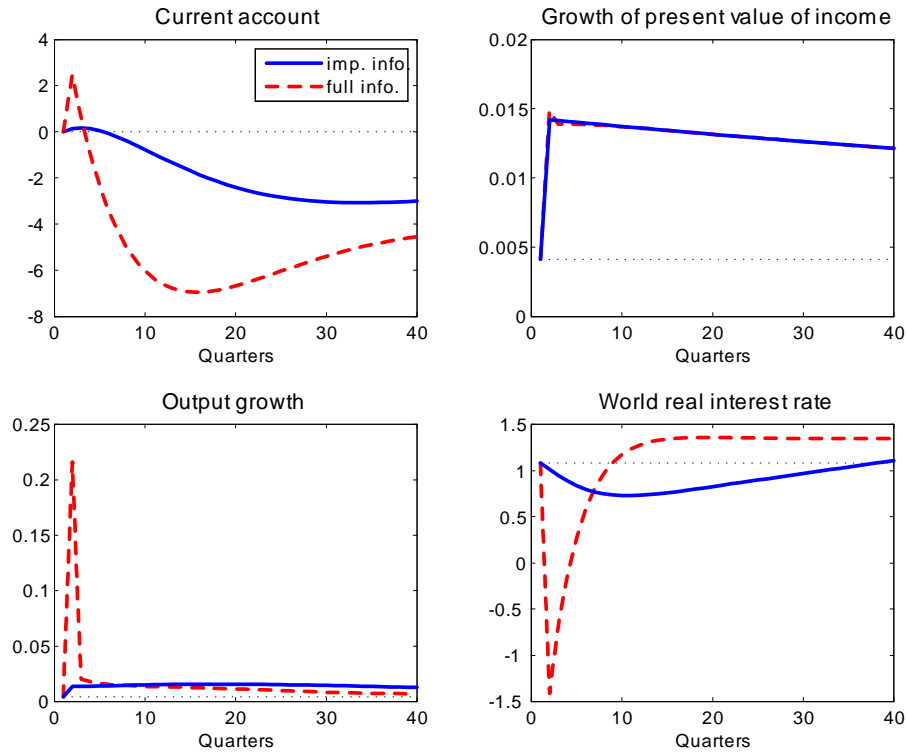 Current account
4
2
0
-2
-4
-6
-8
0 10 20 30 40
Quarters
imp. info.
full info.
Growth of present value of income
0.02
0.015
0.01
0.005
0
0 10 20 30 40
Quarters
Output growth
0.25
0.2
0.15
0.1
0.05
0
0 10 20 30 40
Quarters
World real interest rate
1.5
1
0.5
0
-0.5
-1
-1.5
0 10 20 30 40
Quarters